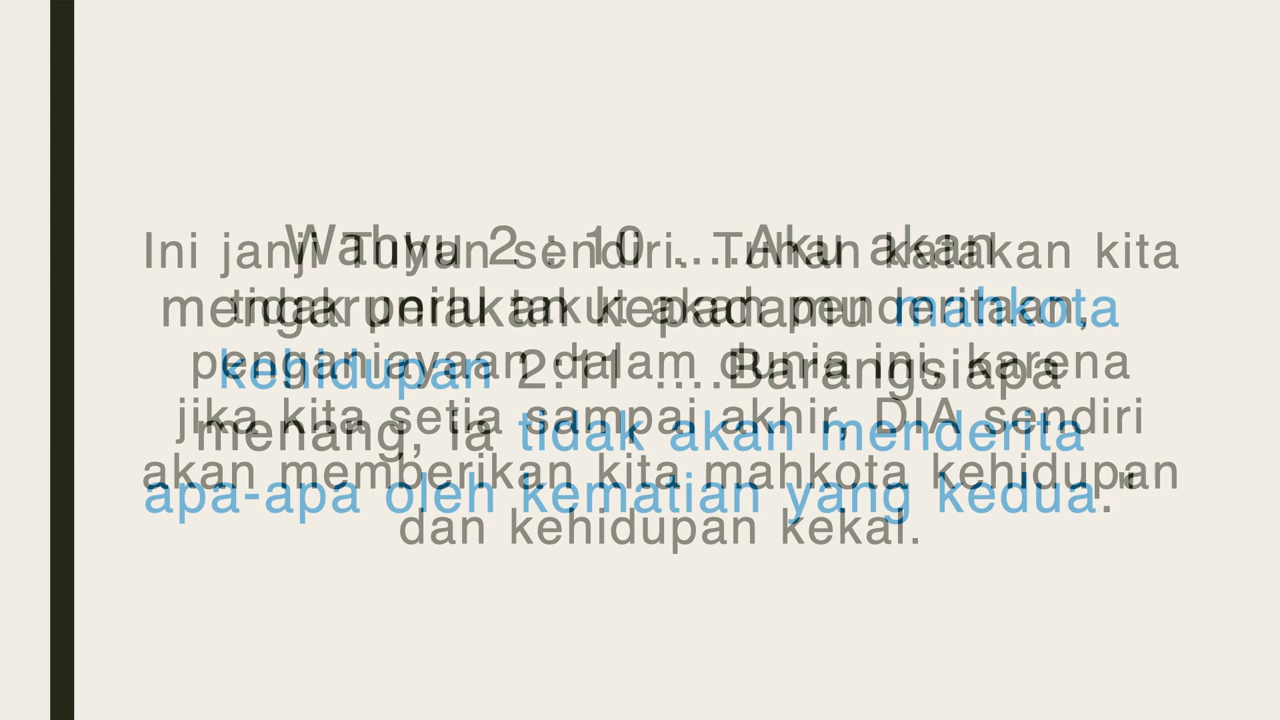 Wahyu 2 : 10 ….Aku akan
mengaruniakan kepadamu mahkota
kehidupan 2:11 ….Barangsiapa
menang, ia tidak akan menderita
apa-apa oleh kematian yang kedua."
Ini janji Tuhan sendiri. Tuhan katakan kita
tidak perlu takut akan penderitaan,
penganiayaan dalam dunia ini, karena
jika kita setia sampai akhir, DIA sendiri
akan memberikan kita mahkota kehidupan
dan kehidupan kekal.